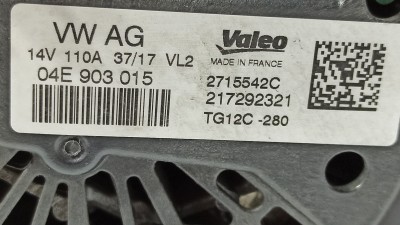 VW AG
14V 110A 37/17 VL2
04E 903 015
Valeo
MADE IN FRANCE
2715542C
217292321
TG12C -280